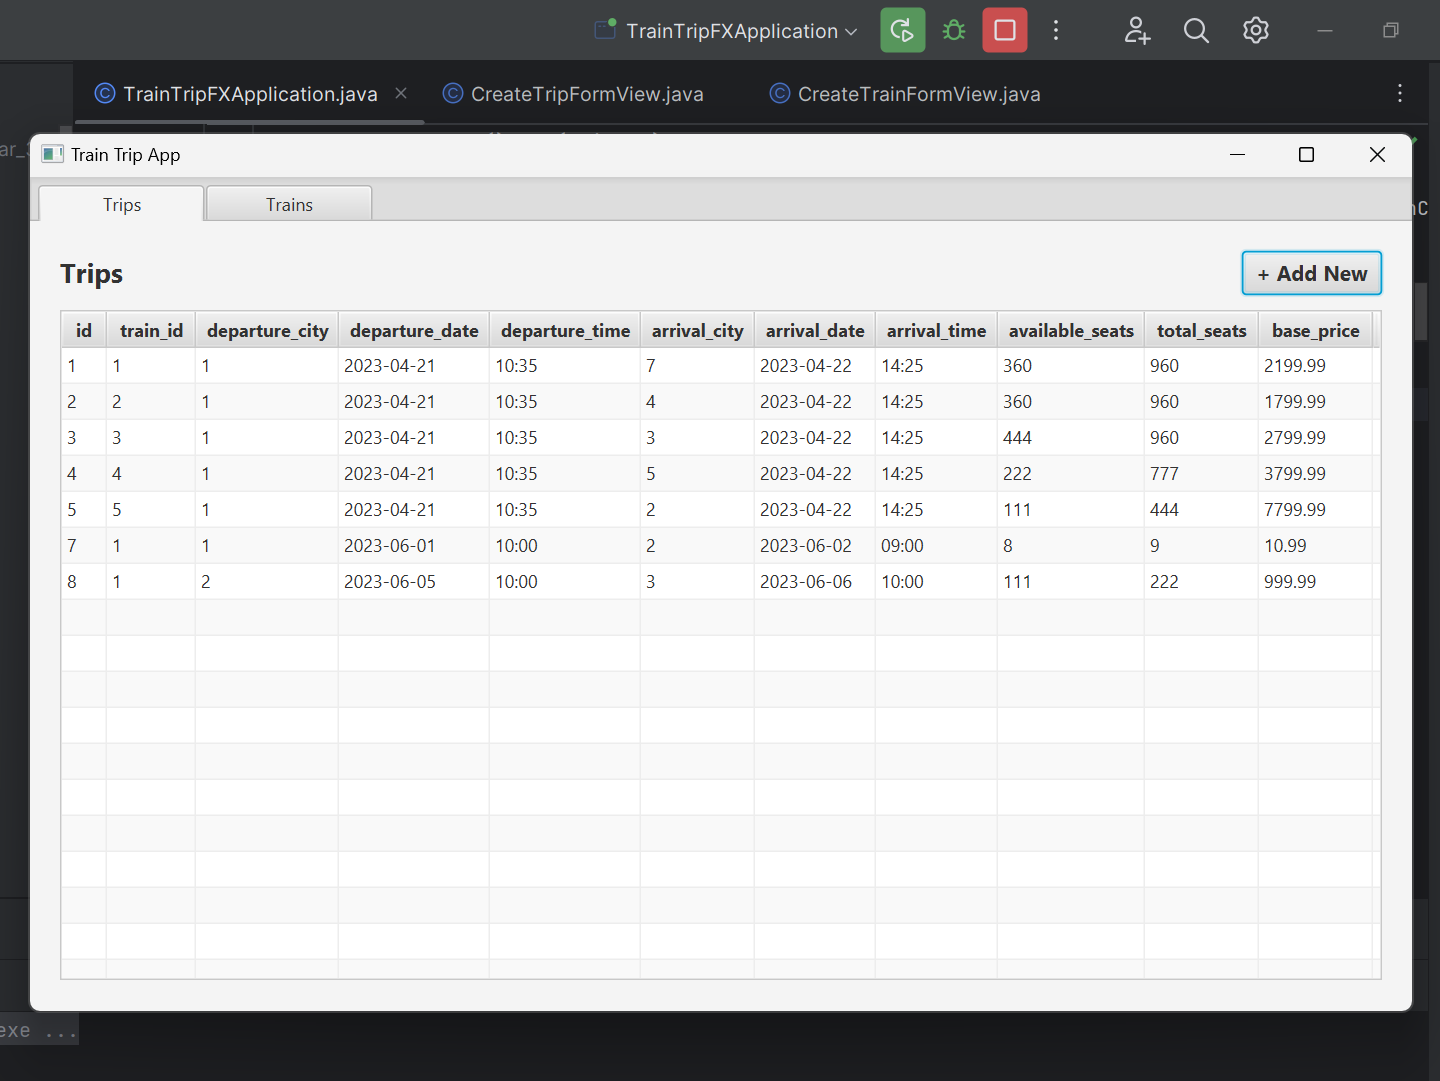 TrainTripFXApplication
TrainTripFXApplication.java CreateTripFormView.java CreateTrainFormView.java
Train Trip App
Trips Trains
Trips + Add New
id train_id departure_city departure_date departure_time arrival_city arrival_date arrival_time available_seats total_seats base_price
1 1 1 2023-04-21 10:35 7 2023-04-22 14:25 360 960 2199.99
2 2 1 2023-04-21 10:35 4 2023-04-22 14:25 360 960 1799.99
3 3 1 2023-04-21 10:35 3 2023-04-22 14:25 444 960 2799.99
4 4 1 2023-04-21 10:35 5 2023-04-22 14:25 222 777 3799.99
5 5 1 2023-04-21 10:35 2 2023-04-22 14:25 111 444 7799.99
7 1 1 2023-06-01 10:00 2 2023-06-02 09:00 8 9 10.99
8 1 2 2023-06-05 10:00 3 2023-06-06 10:00 111 222 999.99
exe ...